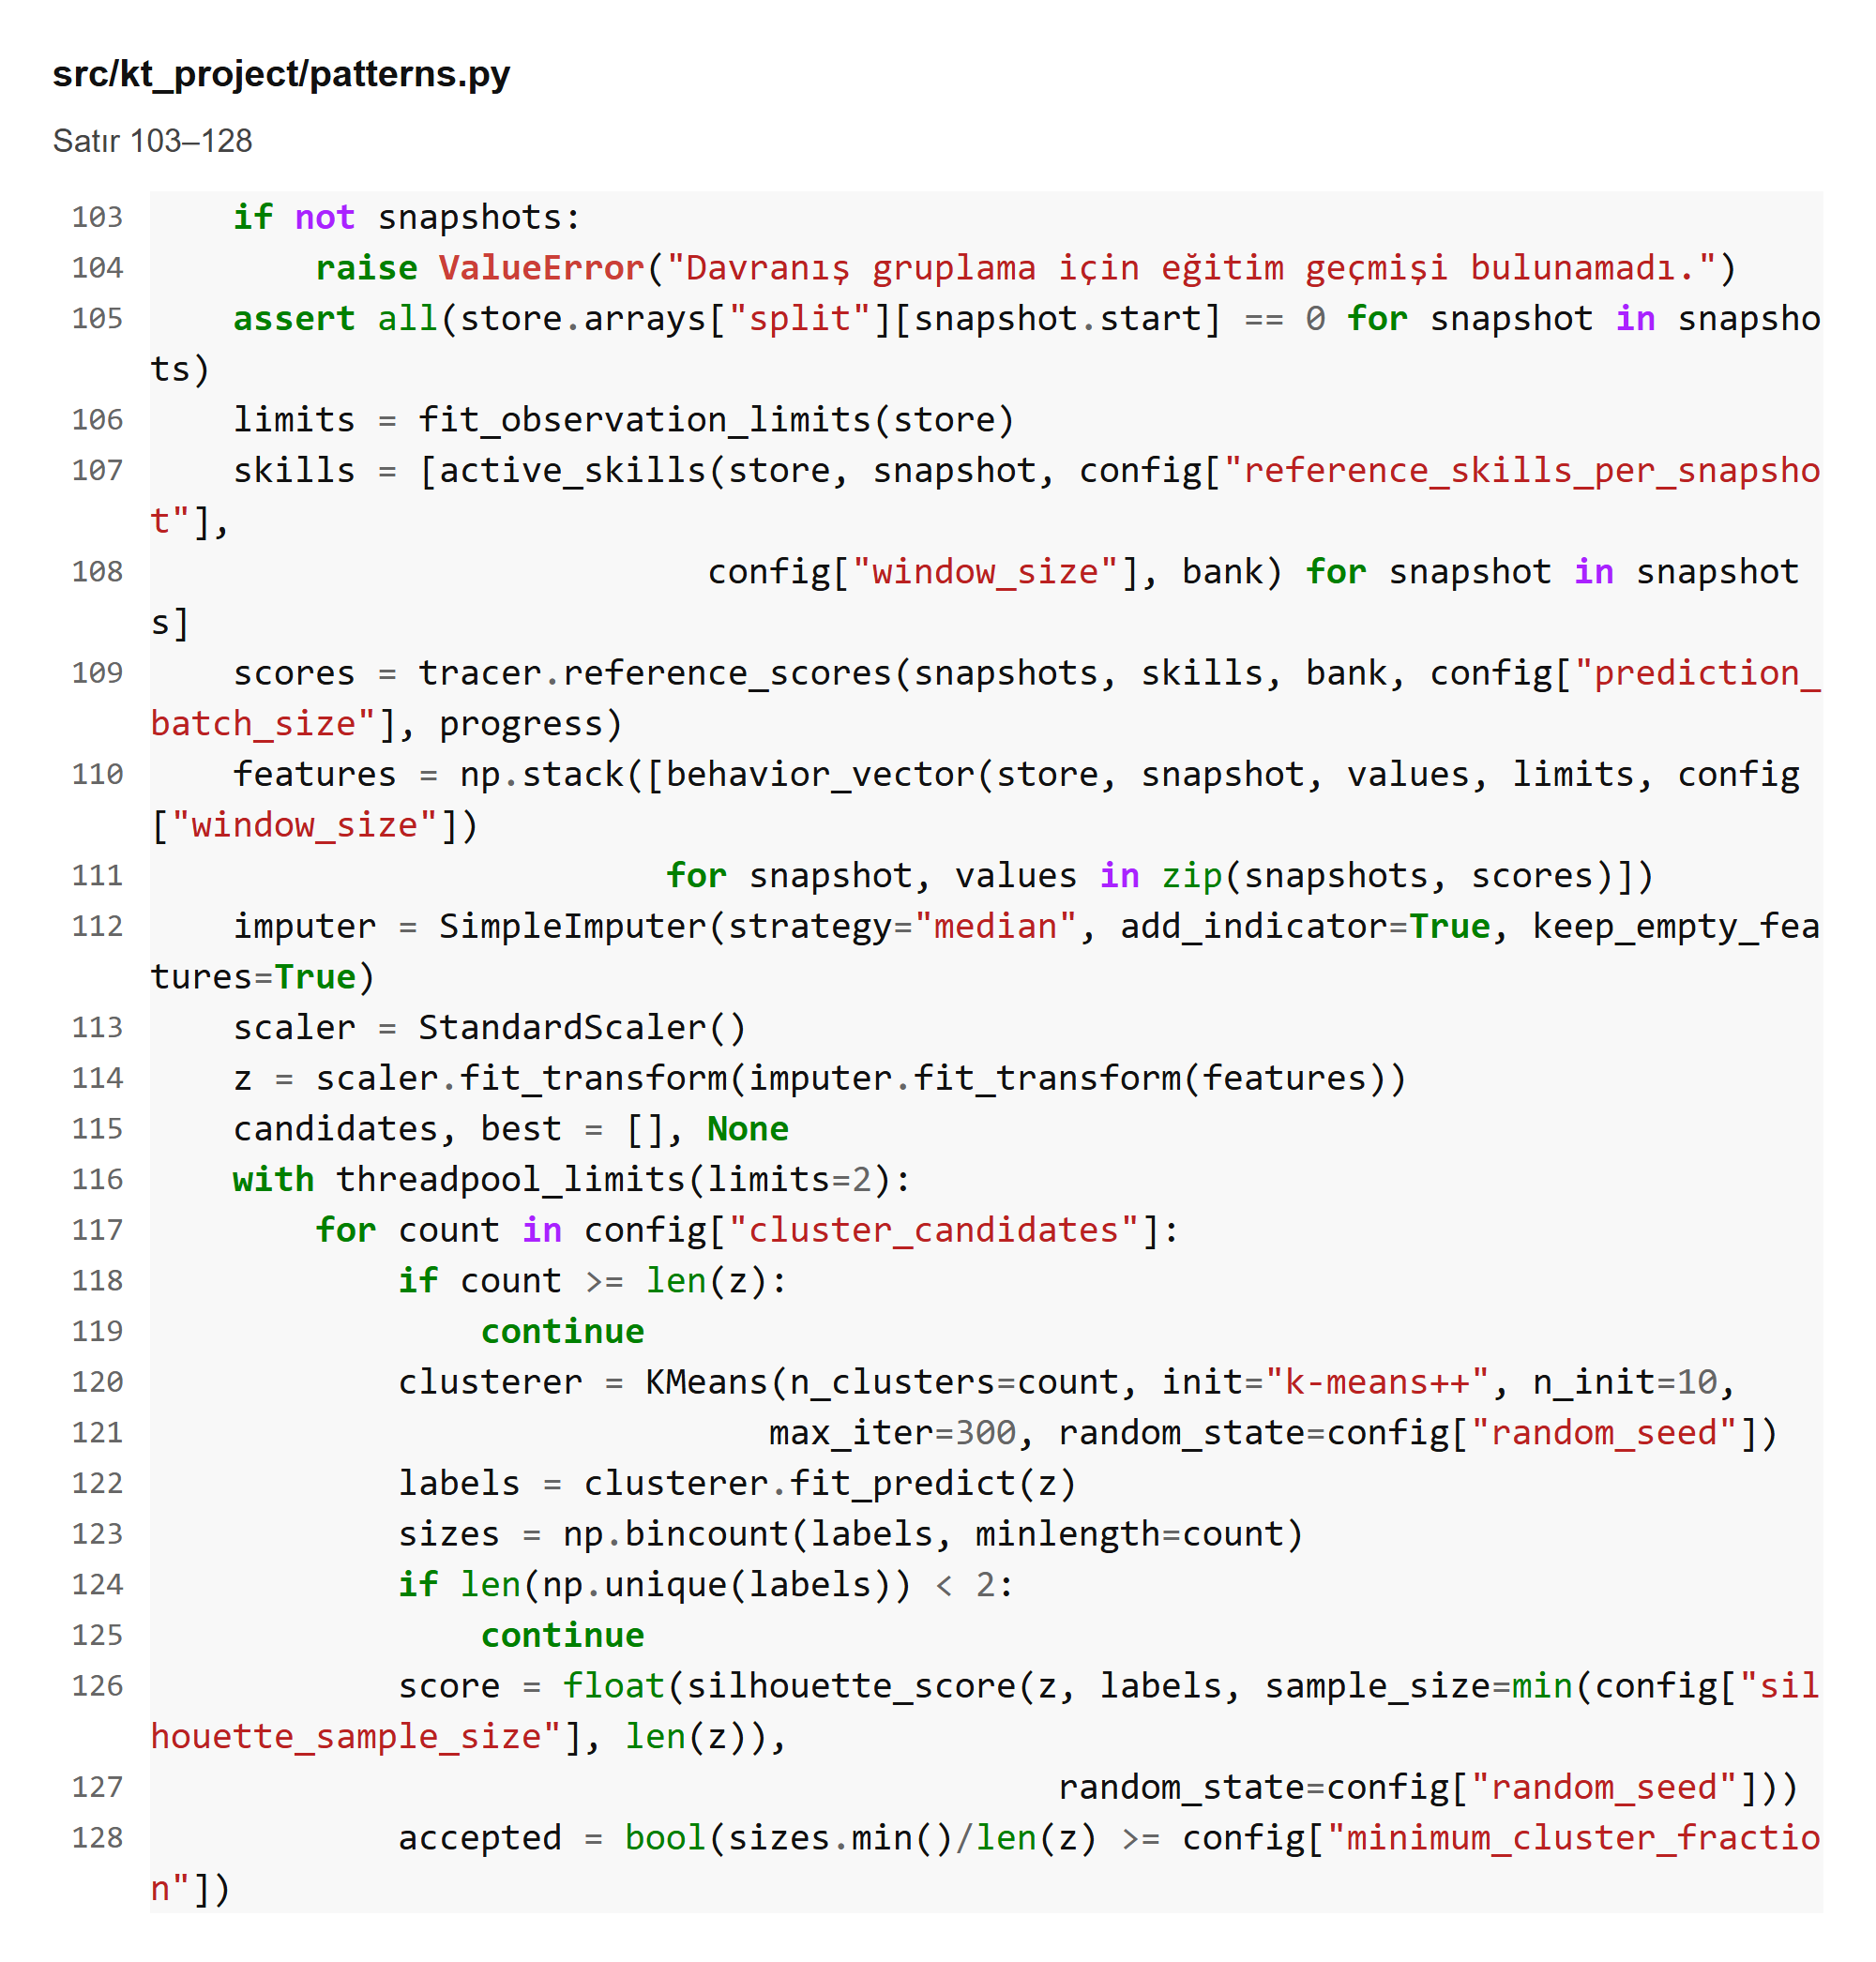 src/kt_project/patterns.py
Satır 103–128
103     if not snapshots:
104         raise ValueError("Davranış gruplama için eğitim geçmişi bulunamadı.")
105     assert all(store.arrays["split"][snapshot.start] == 0 for snapshot in snapsho
ts)
106     limits = fit_observation_limits(store)
107     skills = [active_skills(store, snapshot, config["reference_skills_per_snapsho
t"],
108                            config["window_size"], bank) for snapshot in snapshot
s]
109     scores = tracer.reference_scores(snapshots, skills, bank, config["prediction_
batch_size"], progress)
110     features = np.stack([behavior_vector(store, snapshot, values, limits, config
["window_size"])
111                          for snapshot, values in zip(snapshots, scores)])
112     imputer = SimpleImputer(strategy="median", add_indicator=True, keep_empty_fea
tures=True)
113     scaler = StandardScaler()
114     z = scaler.fit_transform(imputer.fit_transform(features))
115     candidates, best = [], None
116     with threadpool_limits(limits=2):
117         for count in config["cluster_candidates"]:
118             if count >= len(z):
119                 continue
120             clusterer = KMeans(n_clusters=count, init="k-means++", n_init=10,
121                               max_iter=300, random_state=config["random_seed"])
122             labels = clusterer.fit_predict(z)
123             sizes = np.bincount(labels, minlength=count)
124             if len(np.unique(labels)) < 2:
125                 continue
126             score = float(silhouette_score(z, labels, sample_size=min(config["sil
houette_sample_size"], len(z)),
127                                             random_state=config["random_seed"]))
128             accepted = bool(sizes.min()/len(z) >= config["minimum_cluster_fractio
n"])